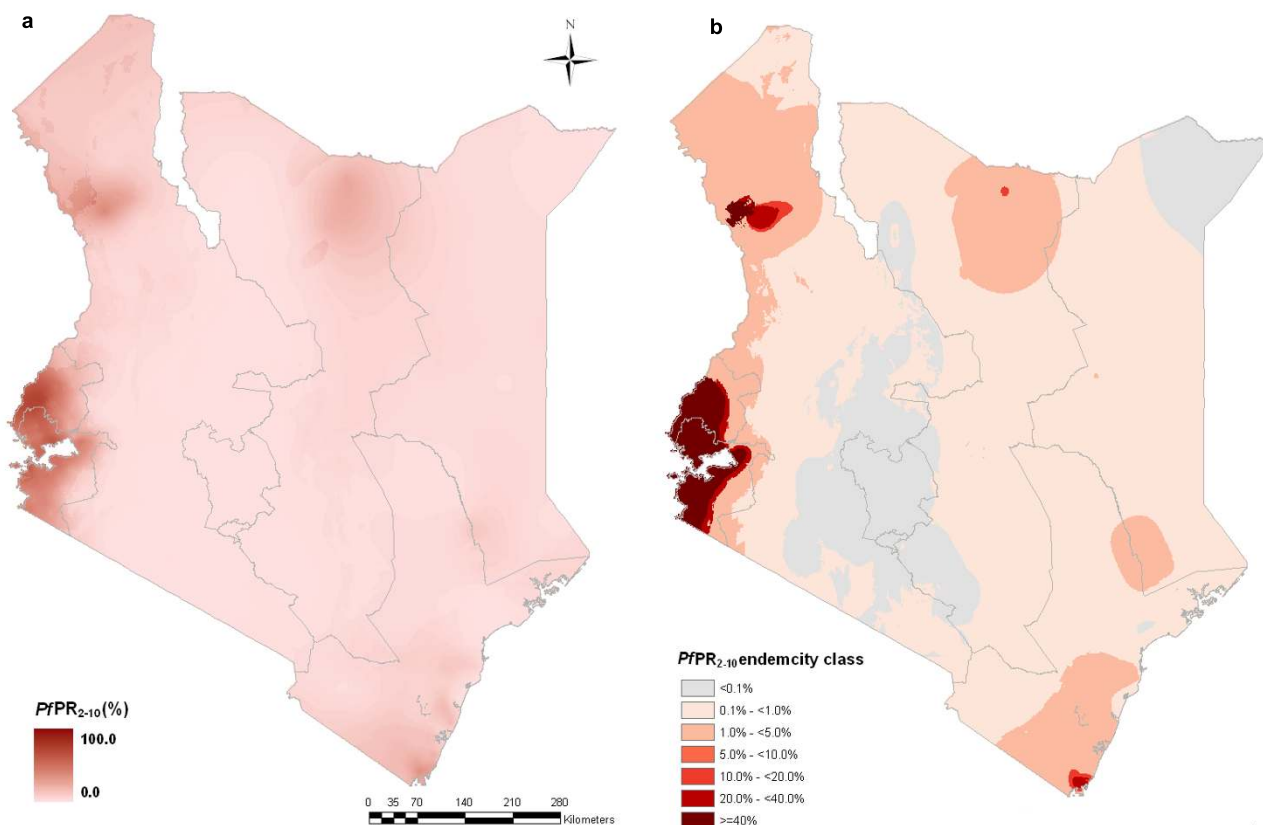 a
N
b
PfPR2-10(%)
100.0
0.0
0 35 70 140 210 280
Kilometers
PfPR2-10 endemcity class
<0.1%
0.1% - <1.0%
1.0% - <5.0%
5.0% - <10.0%
10.0% - <20.0%
20.0% - <40.0%
>=40%